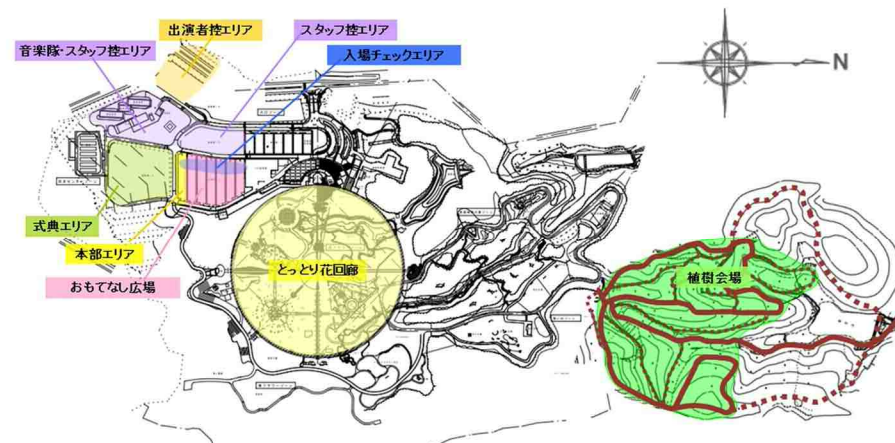 出演者控エリア
スタッフ控エリア
音楽隊・スタッフ控エリア
入場チェックエリア
N
式典エリア
本部エリア
おもてなし広場
とっとり花回廊
植樹会場